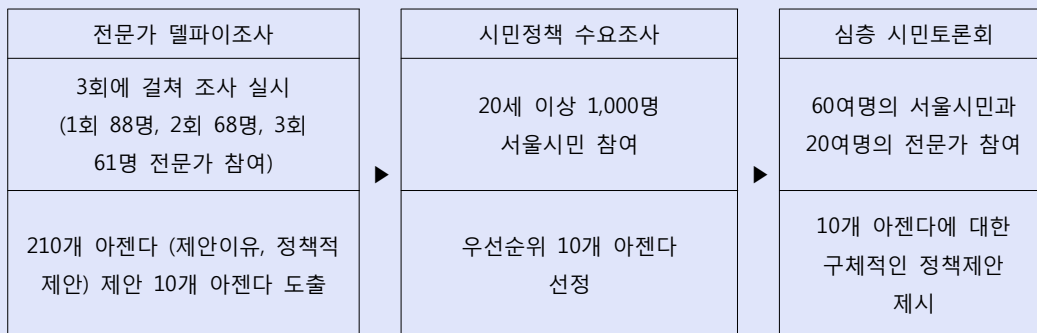 전문가 델파이조사
3회에 걸쳐 조사 실시
(1회 88명, 2회 68명, 3회
61명 전문가 참여)
210개 아젠다 (제안이유, 정책적
제안) 제안 10개 아젠다 도출
▶
시민정책 수요조사
20세 이상 1,000명
서울시민 참여
우선순위 10개 아젠다
선정
▶
심층 시민토론회
60여명의 서울시민과
20여명의 전문가 참여
10개 아젠다에 대한
구체적인 정책제안
제시